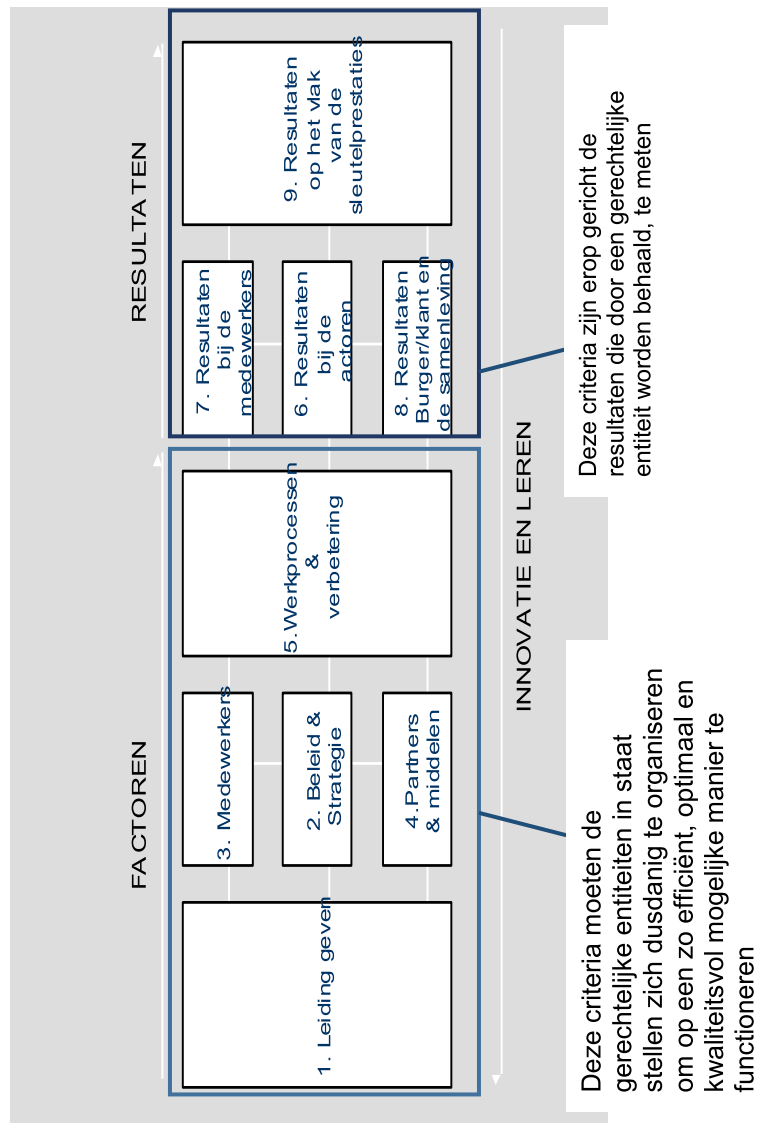 FACTOREN
RESULTATEN
1. Leiding geven
3. Medewerkers
2. Beleid &
Strategie
4.Partners
& middelen
5.Werkprocessen
&
verbetering
7. Resultaten
bij de
medewerkers
6. Resultaten
bij de
actoren
8. Resultaten
Burger/klant en
de samenleving
9. Resultaten
op het vlak
van de
sleutelprestaties
INNOVATIE EN LEREN
Deze criteria moeten de
gerechtelijke entiteiten in staat
stellen zich dusdanig te organiseren
om op een zo efficiënt, optimaal en
kwaliteitsvol mogelijke manier te
functioneren
Deze criteria zijn erop gericht de
resultaten die door een gerechtelijke
entiteit worden behaald, te meten